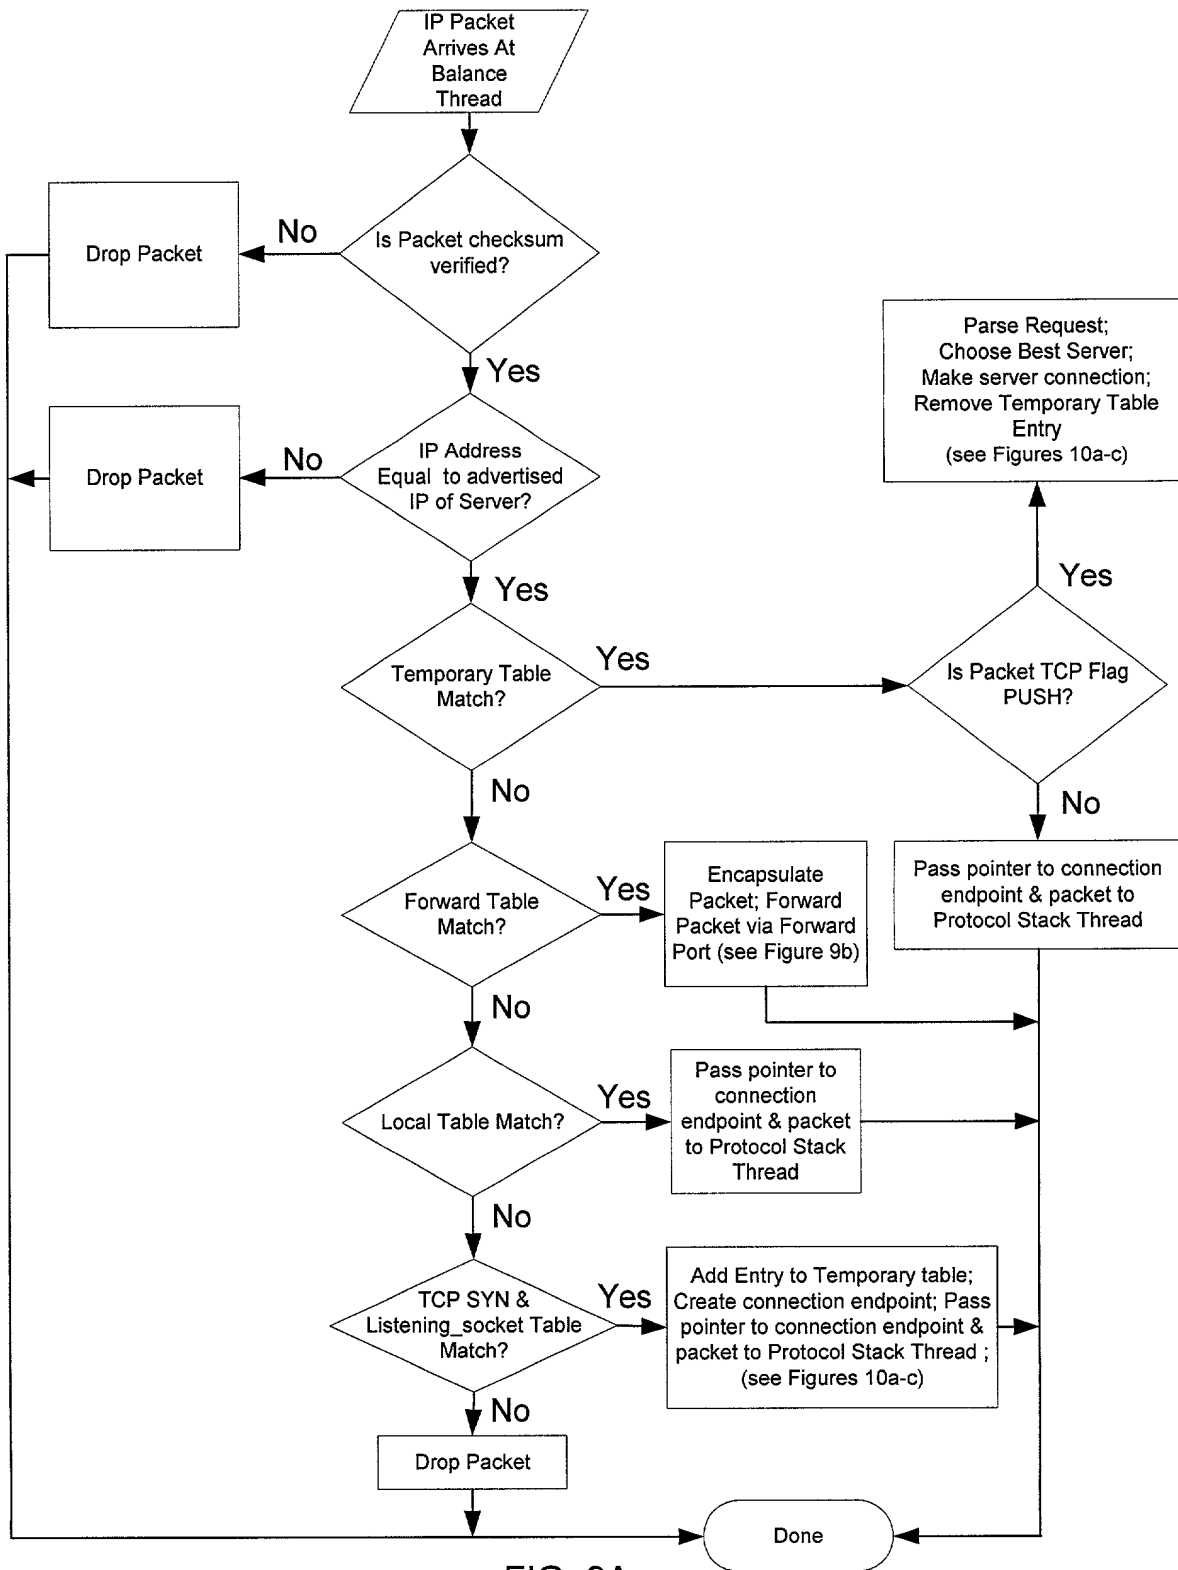 IP Packet
Arrives At
Balance
Thread
Is Packet checksum
verified?
No
Drop Packet
Yes
IP Address
Equal to advertised
IP of Server?
No
Drop Packet
Yes
Temporary Table
Match?
Yes
Is Packet TCP Flag
PUSH?
Yes
Parse Request;
Choose Best Server;
Make server connection;
Remove Temporary Table
Entry
(see Figures 10a-c)
No
Pass pointer to connection
endpoint & packet to
Protocol Stack Thread
No
Forward Table
Match?
Yes
Encapsulate
Packet; Forward
Packet via Forward
Port (see Figure 9b)
No
Local Table Match?
Yes
Pass pointer to
connection
endpoint & packet
to Protocol Stack
Thread
No
TCP SYN &
Listening_socket Table
Match?
Yes
Add Entry to Temporary table;
Create connection endpoint; Pass
pointer to connection endpoint &
packet to Protocol Stack Thread ;
(see Figures 10a-c)
No
Drop Packet
Done